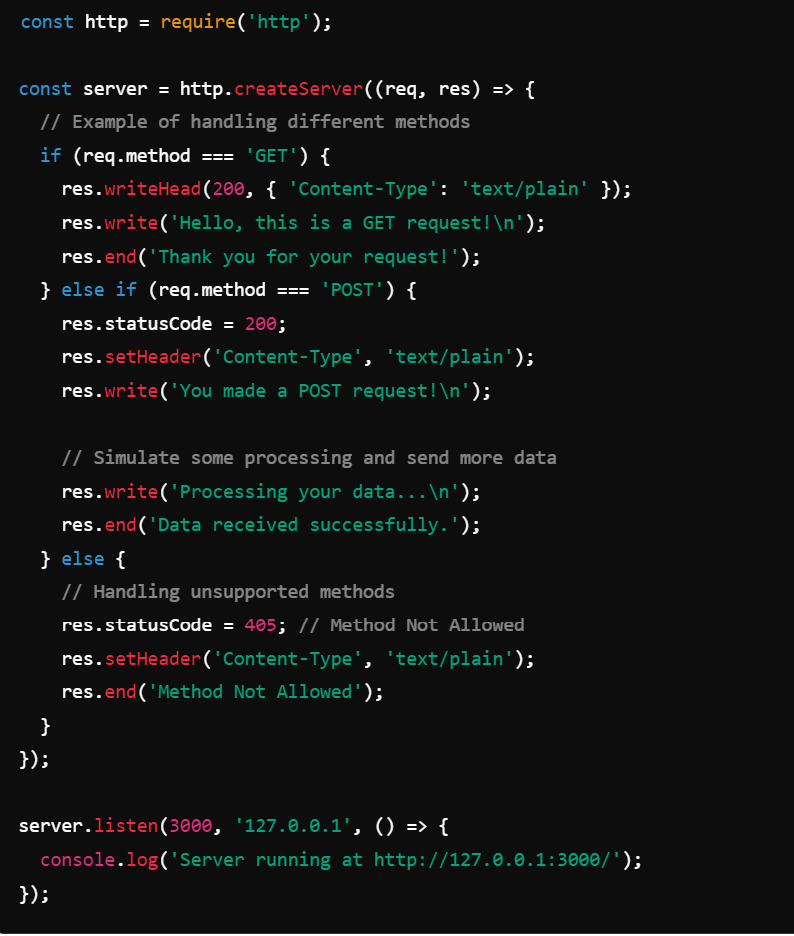 const http = require('http');

const server = http.createServer((req, res) => {
  // Example of handling different methods
  if (req.method === 'GET') {
    res.writeHead(200, { 'Content-Type': 'text/plain' });
    res.write('Hello, this is a GET request!\n');
    res.end('Thank you for your request!');
  } else if (req.method === 'POST') {
    res.statusCode = 200;
    res.setHeader('Content-Type', 'text/plain');
    res.write('You made a POST request!\n');

    // Simulate some processing and send more data
    res.write('Processing your data...\n');
    res.end('Data received successfully.');
  } else {
    // Handling unsupported methods
    res.statusCode = 405; // Method Not Allowed
    res.setHeader('Content-Type', 'text/plain');
    res.end('Method Not Allowed');
  }
});

server.listen(3000, '127.0.0.1', () => {
  console.log('Server running at http://127.0.0.1:3000/');
});